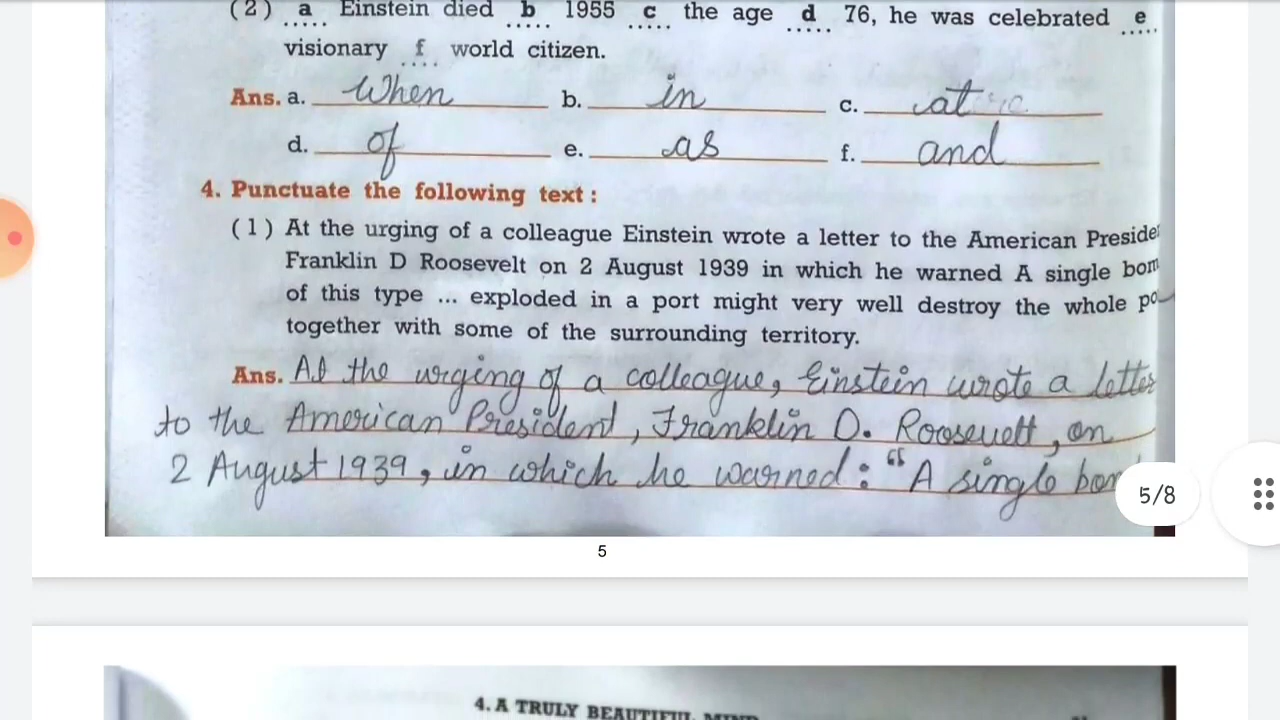 (2) a Einstein died b 1955 c the age d 76, he was celebrated e
visionary f world citizen.
Ans. a. When b. in c. at
d. of e. as f. and
4. Punctuate the following text :
(1) At the urging of a colleague Einstein wrote a letter to the American Preside
Franklin D Roosevelt on 2 August 1939 in which he warned A single bom
of this type ... exploded in a port might very well destroy the whole po
together with some of the surrounding territory.
Ans. At the urging of a colleague, Einstein wrote a letter
to the American President, Franklin D. Roosevelt, on
2 August 1939, in which he warned: "A single bom
5/8
5
4. A TRULY BEAUTIFUL MIND